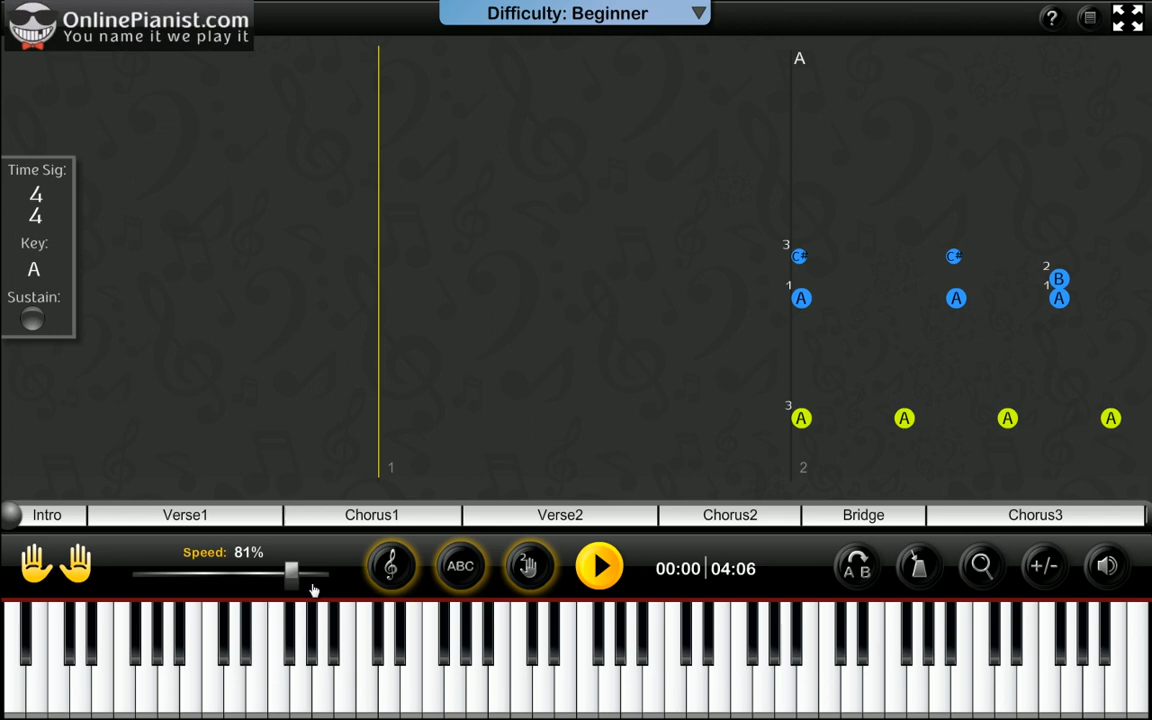 OnlinePianist.com
You name it we play it
Difficulty: Beginner
?
A
Time Sig:
4
4
Key:
A
Sustain:
3
C# C#
2
B
1 1
A A A
3
A A A A
1 2
Intro Verse1 Chorus1 Verse2 Chorus2 Bridge Chorus3
Speed: 81%
ABC
2
00:00 | 04:06
A B
+/-